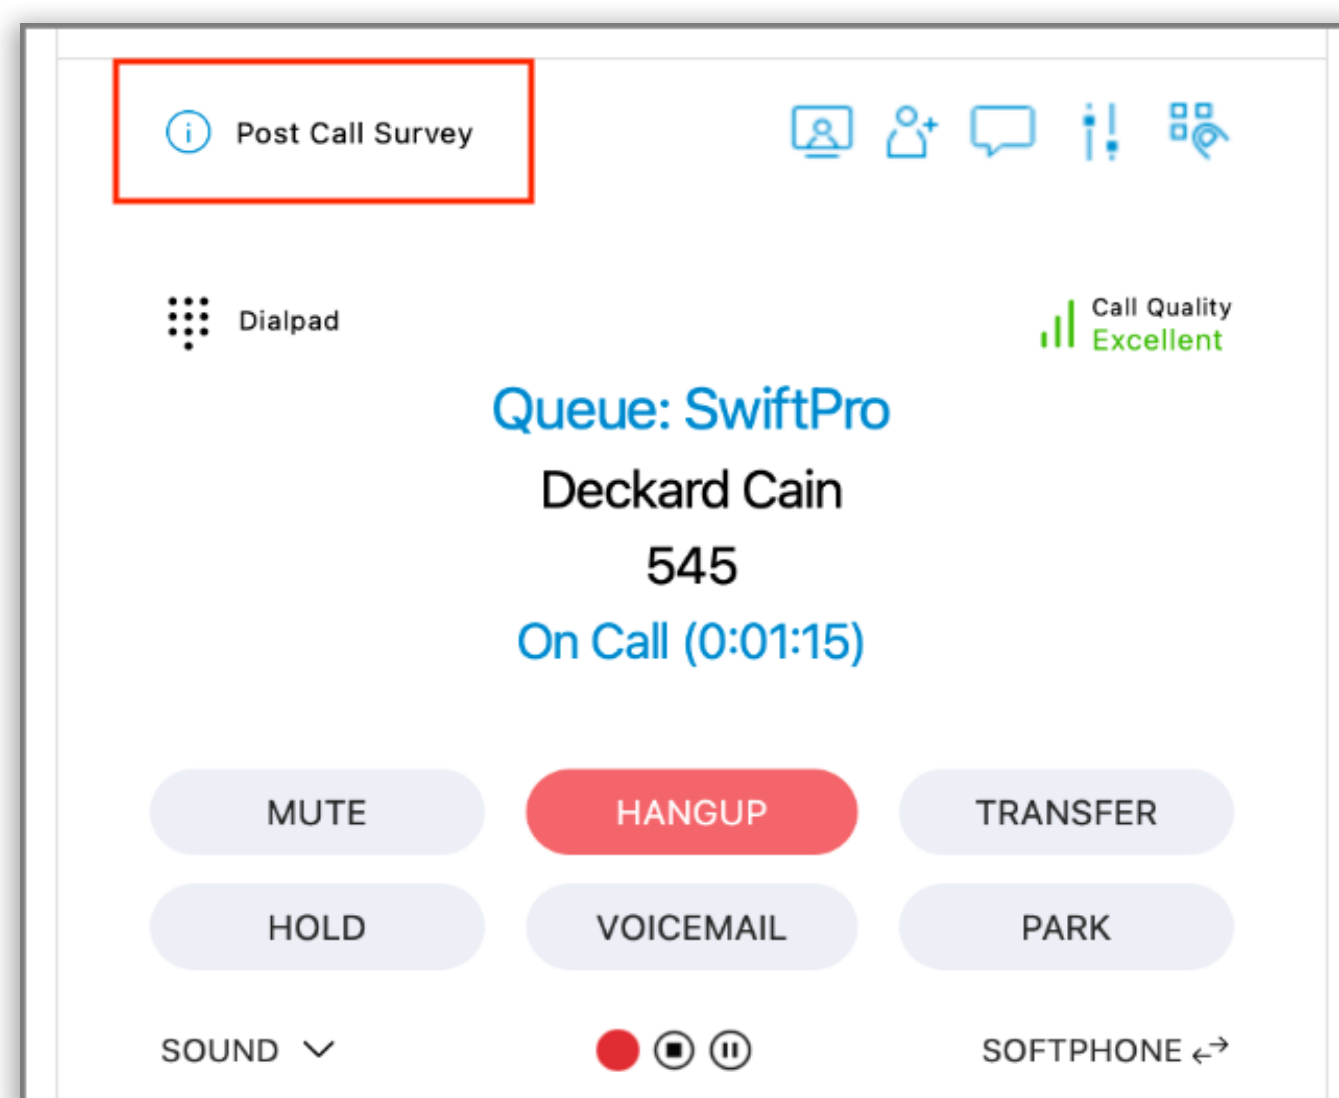 Post Call Survey
Dialpad
Call Quality
Excellent
Queue: SwiftPro
Deckard Cain
545
On Call (0:01:15)
MUTE
HANGUP
TRANSFER
HOLD
VOICEMAIL
PARK
SOUND
SOFTPHONE